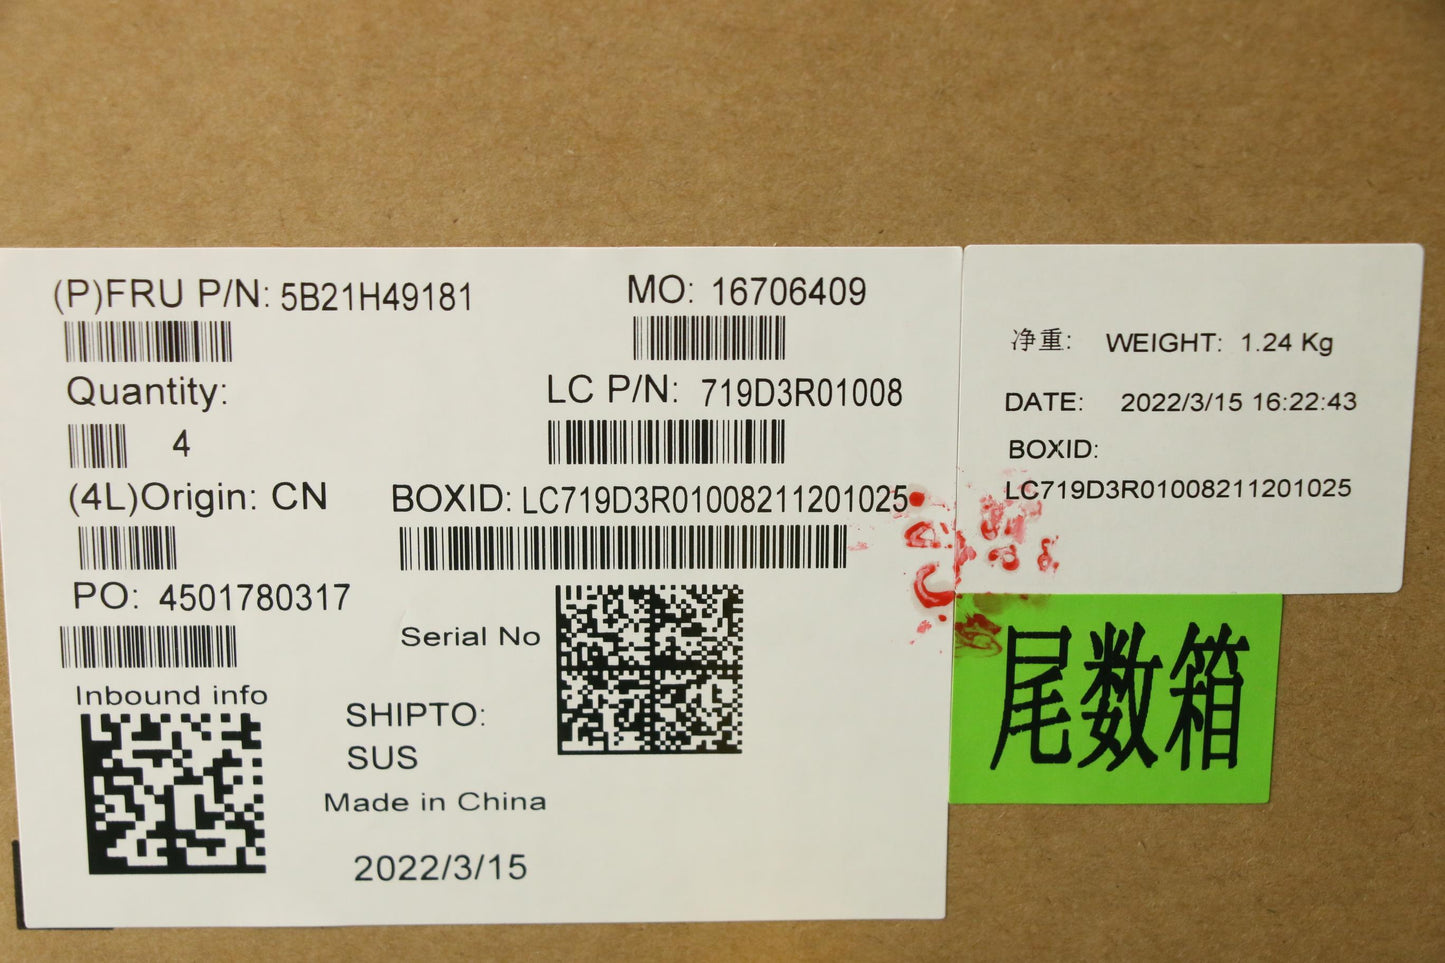 (P)FRU P/N: 5B21H49181
MO: 16706409
Quantity:
4
LC P/N: 719D3R01008
(4L)Origin: CN
BOXID: LC719D3R01008211201025
PO: 4501780317
Serial No
Inbound info
SHIPTO:
SUS
Made in China
2022/3/15
净重: WEIGHT: 1.24 Kg
DATE: 2022/3/15 16:22:43
BOXID:
LC719D3R01008211201025
尾数箱